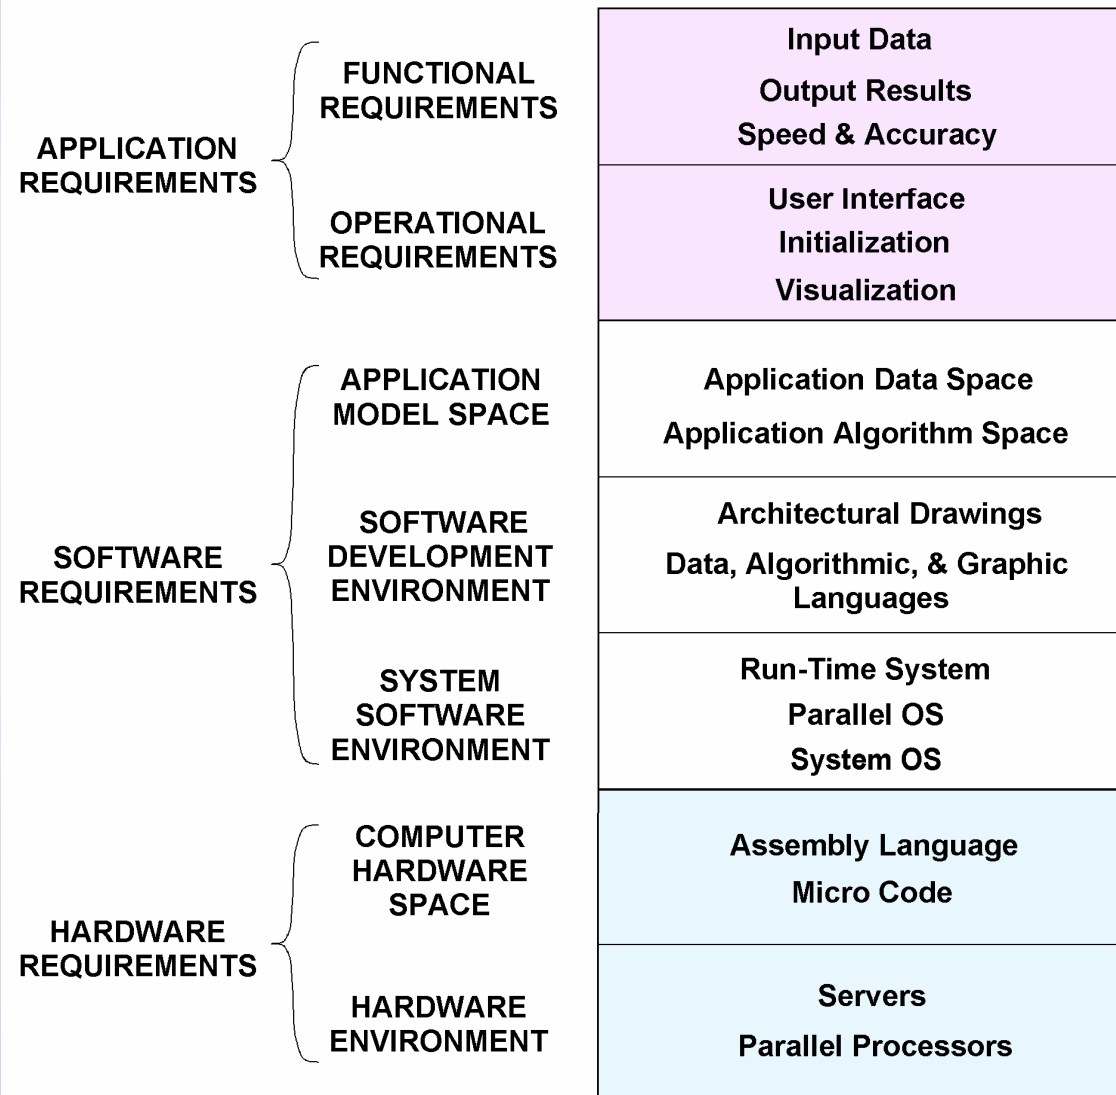 APPLICATION
REQUIREMENTS
FUNCTIONAL
REQUIREMENTS
Input Data
Output Results
Speed & Accuracy
OPERATIONAL
REQUIREMENTS
User Interface
Initialization
Visualization
SOFTWARE
REQUIREMENTS
APPLICATION
MODEL SPACE
Application Data Space
Application Algorithm Space
SOFTWARE
DEVELOPMENT
ENVIRONMENT
Architectural Drawings
Data, Algorithmic, & Graphic
Languages
SYSTEM
SOFTWARE
ENVIRONMENT
Run-Time System
Parallel OS
System OS
HARDWARE
REQUIREMENTS
COMPUTER
HARDWARE
SPACE
Assembly Language
Micro Code
HARDWARE
ENVIRONMENT
Servers
Parallel Processors